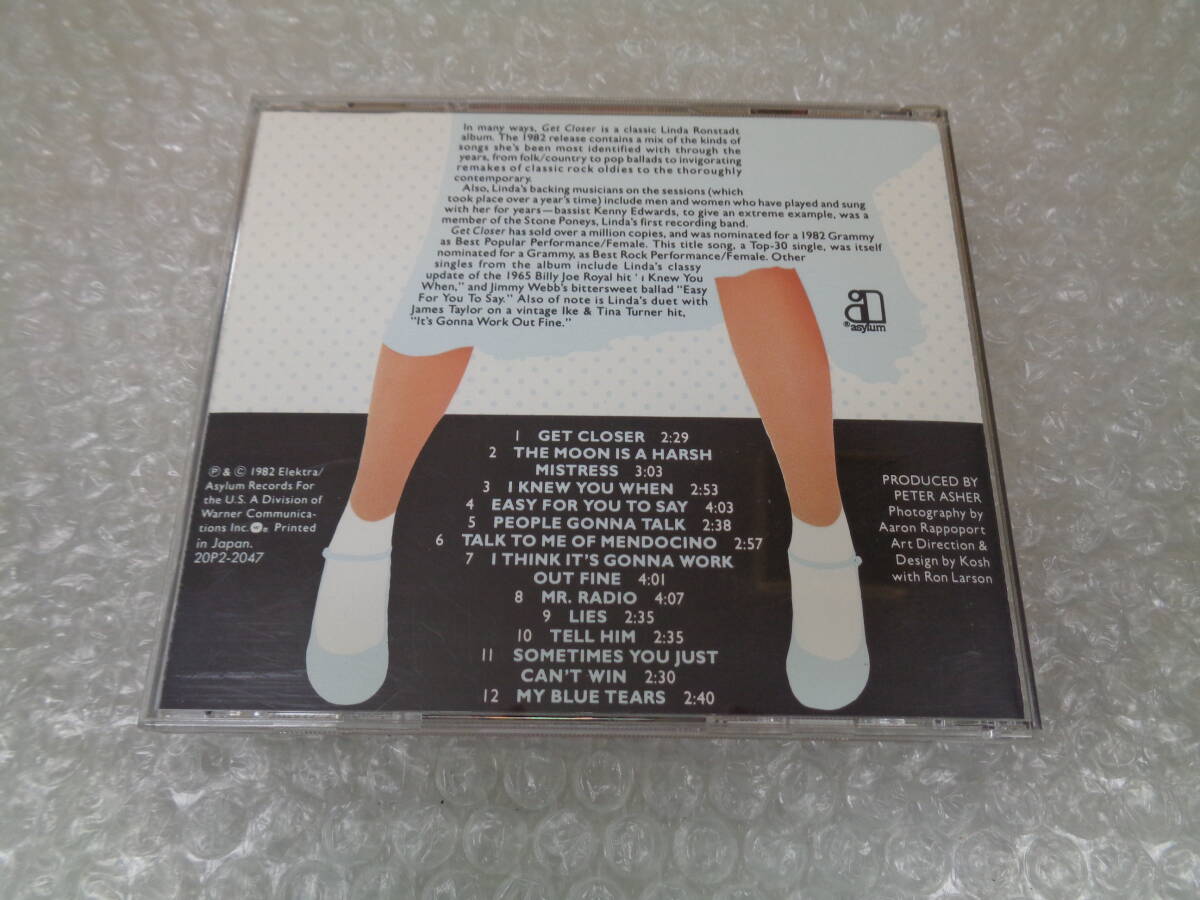 In many ways, Get Closer is a classic Linda Ronstadt
album. The 1982 release contains a mix of the kinds of
songs she's been most identified with through the
years, from folk/country to pop ballads to invigorating
remakes of classic rock oldies to the thoroughly
contemporary.
Also, Linda's backing musicians on the sessions (which
took place over a year's time) include men and women who have played and sung
with her for years—bassist Kenny Edwards, to give an extreme example, was a
member of the Stone Poneys, Linda's first recording band.
Get Closer has sold over a million copies, and was nominated for a 1982 Grammy
as Best Popular Performance/Female. This title song, a Top-30 single, was itself
nominated for a Grammy, as Best Rock Performance/Female. Other
singles from the album include Linda's classy
update of the 1965 Billy Joe Royal hit ' I Knew You
When," and Jimmy Webb's bittersweet ballad "Easy
For You To Say." Also of note is Linda's duet with
James Taylor on a vintage Ike & Tina Turner hit,
"It's Gonna Work Out Fine."
® asylum
1 GET CLOSER 2:29
2 THE MOON IS A HARSH
MISTRESS 3:03
3 I KNEW YOU WHEN 2:53
4 EASY FOR YOU TO SAY 4:03
5 PEOPLE GONNA TALK 2:38
6 TALK TO ME OF MENDOCINO 2:57
7 I THINK IT'S GONNA WORK
OUT FINE 4:01
8 MR. RADIO 4:07
9 LIES 2:35
10 TELL HIM 2:35
11 SOMETIMES YOU JUST
CAN'T WIN 2:30
12 MY BLUE TEARS 2:40
℗ & © 1982 Elektra/
Asylum Records For
the U.S. A Division of
Warner Communica-
tions Inc. ® Printed
in Japan.
20P2-2047
PRODUCED BY
PETER ASHER
Photography by
Aaron Rappoport
Art Direction &
Design by Kosh
with Ron Larson